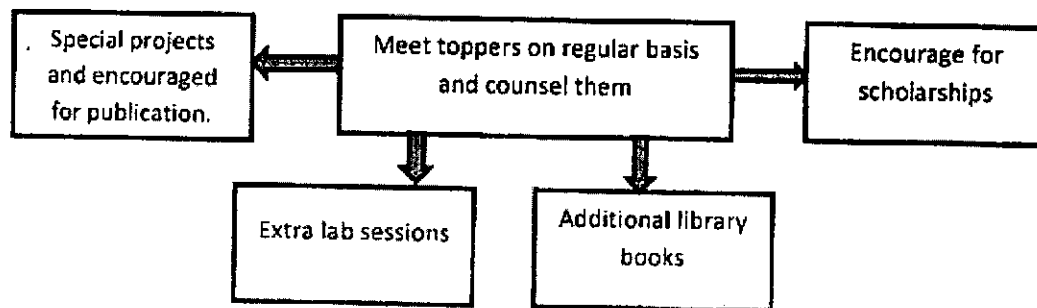 . Special projects
and encouraged
for publication.
Meet toppers on regular basis
and counsel them
Encourage for
scholarships
Extra lab sessions
Additional library
books